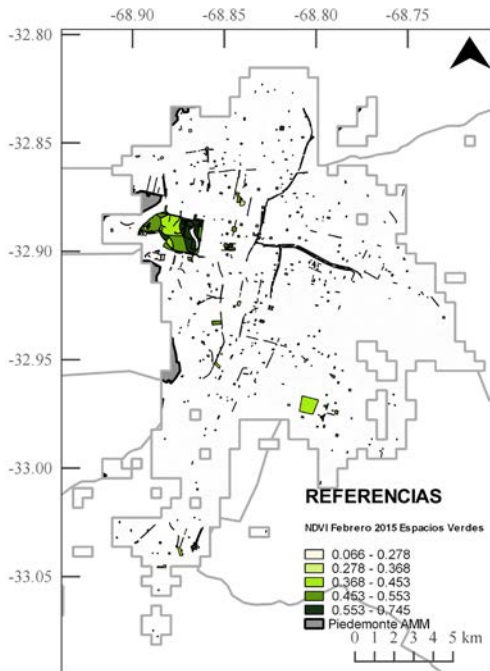 -68.90 -68.85 -68.80 -68.75
-32.80
-32.85
-32.90
-32.95
-33.00
-33.05
REFERENCIAS
NDVI Febrero 2015 Espacios Verdes
0.066 - 0.278
0.278 - 0.368
0.368 - 0.453
0.453 - 0.553
0.553 - 0.745
Piedemonte AMM
0 1 2 3 4 5 km